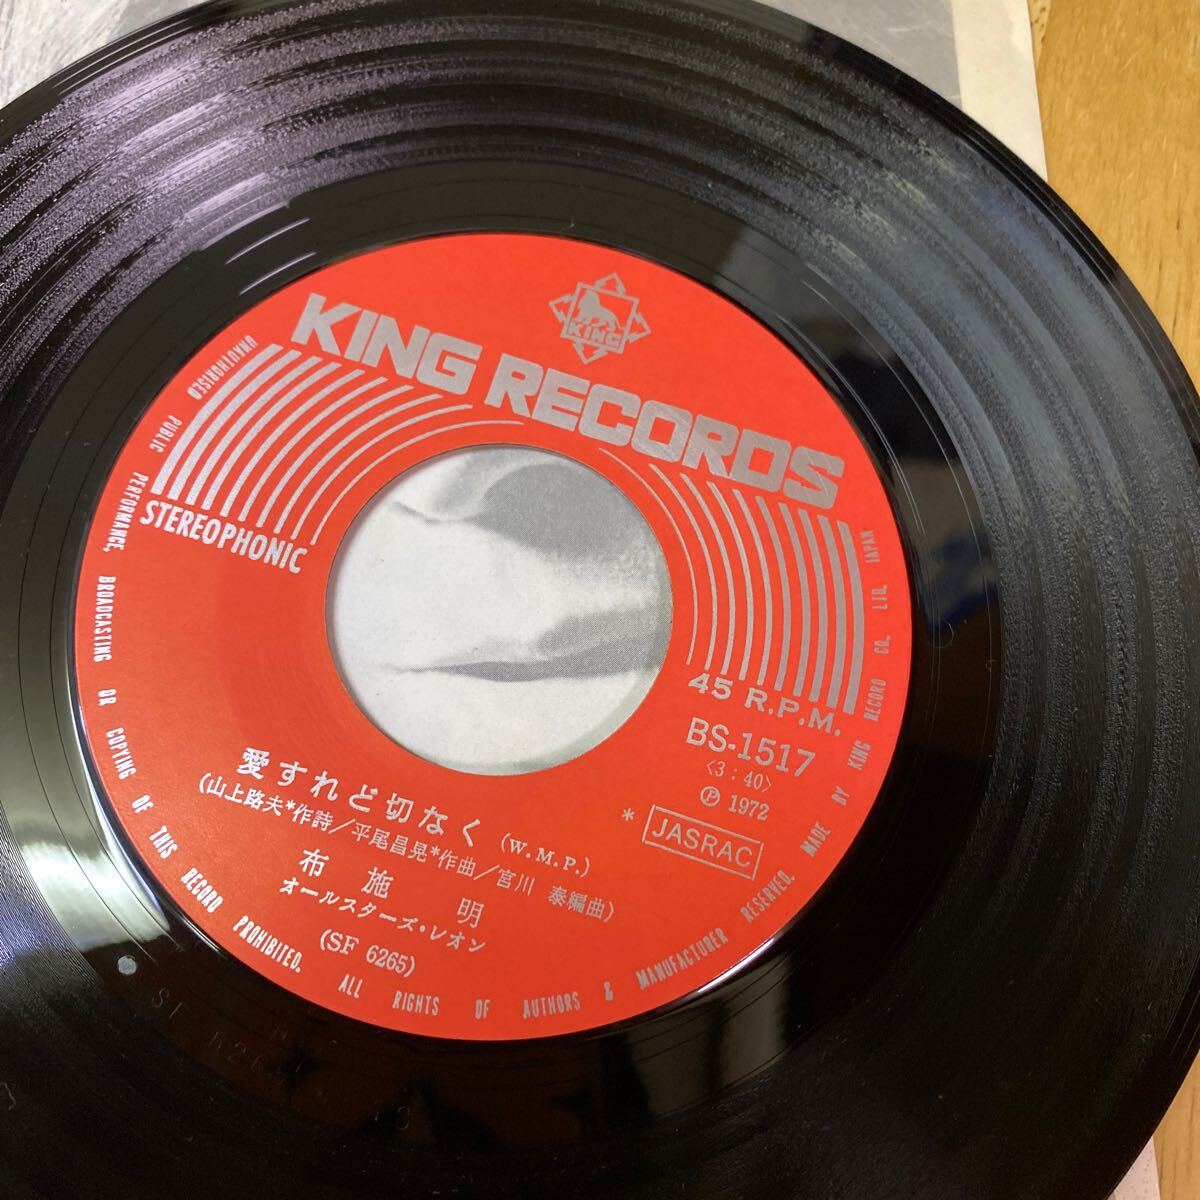 KING
KING RECORDS
STEREOPHONIC
45 R.P.M.
BS-1517
〈3:40〉
Ⓟ 1972
* JASRAC
愛すれど切なく (W.M.P.)
(山上路夫*作詩/平尾昌晃*作曲/宮川 泰編曲)
布施 明
オールスターズ・レオン
(SF 6265)
UNAUTHORISED PUBLIC PERFORMANCE, BROADCASTING OR COPYING OF THIS RECORD PROHIBITED. ALL RIGHTS OF AUTHORS & MANUFACTURER RESERVED. MADE BY KING RECORD CO. LTD. JAPAN